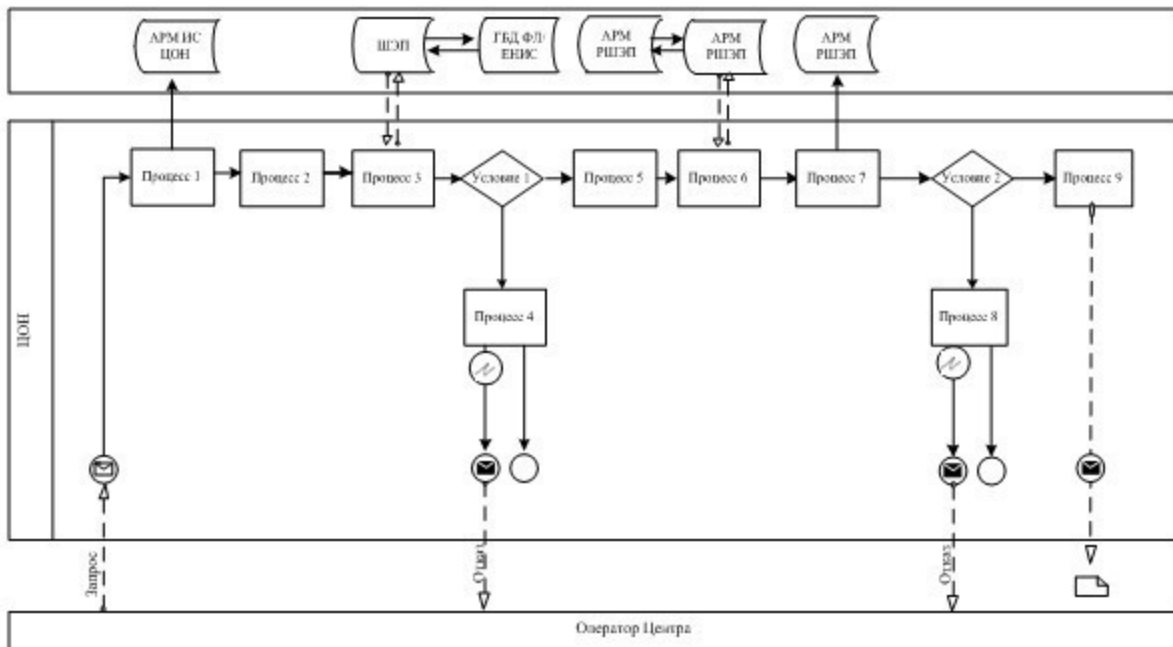 АРМ ИС
ЦОН
ШЭП
ГБД ФЛ/
ЕНИС
АРМ
РШЭП
АРМ
РШЭП
АРМ
РШЭП
ЦОН
Процесс 1
Процесс 2
Процесс 3
Условие 1
Процесс 5
Процесс 6
Процесс 7
Условие 2
Процесс 9
Процесс 4
Процесс 8
Запрос
Отказ
Отказ
Оператор Центра